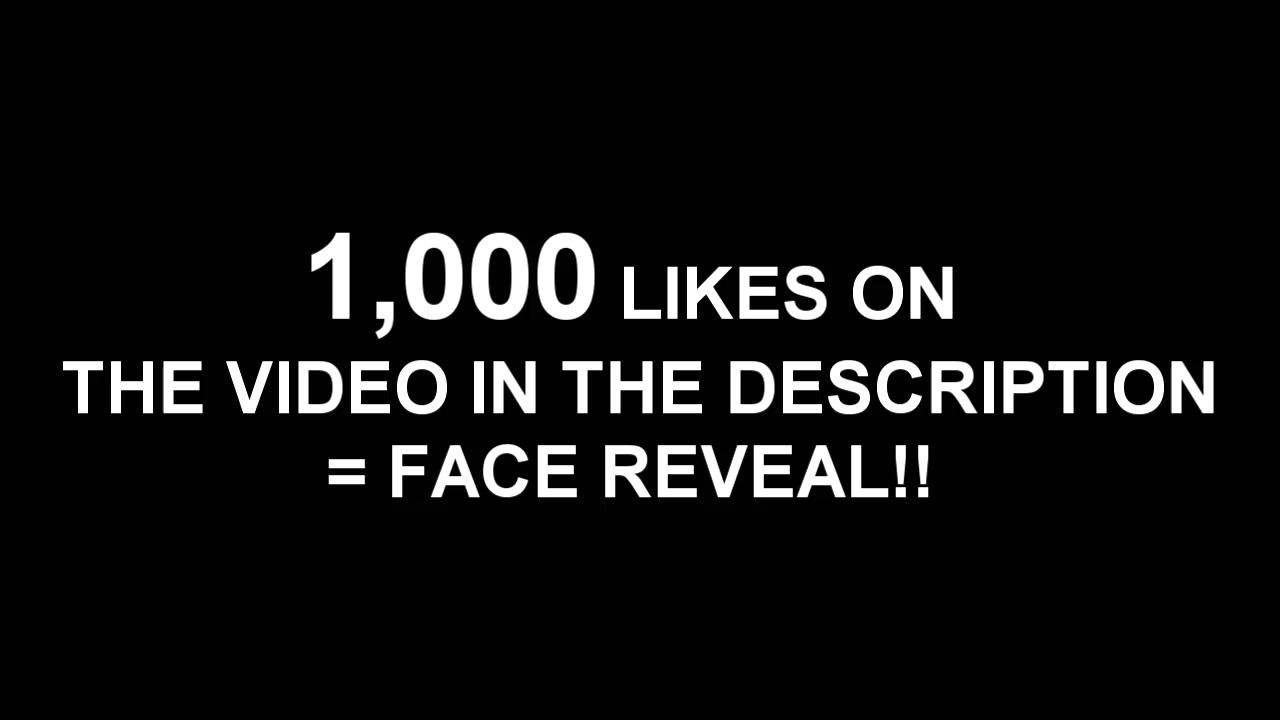 1,000 LIKES ON
THE VIDEO IN THE DESCRIPTION
= FACE REVEAL!!